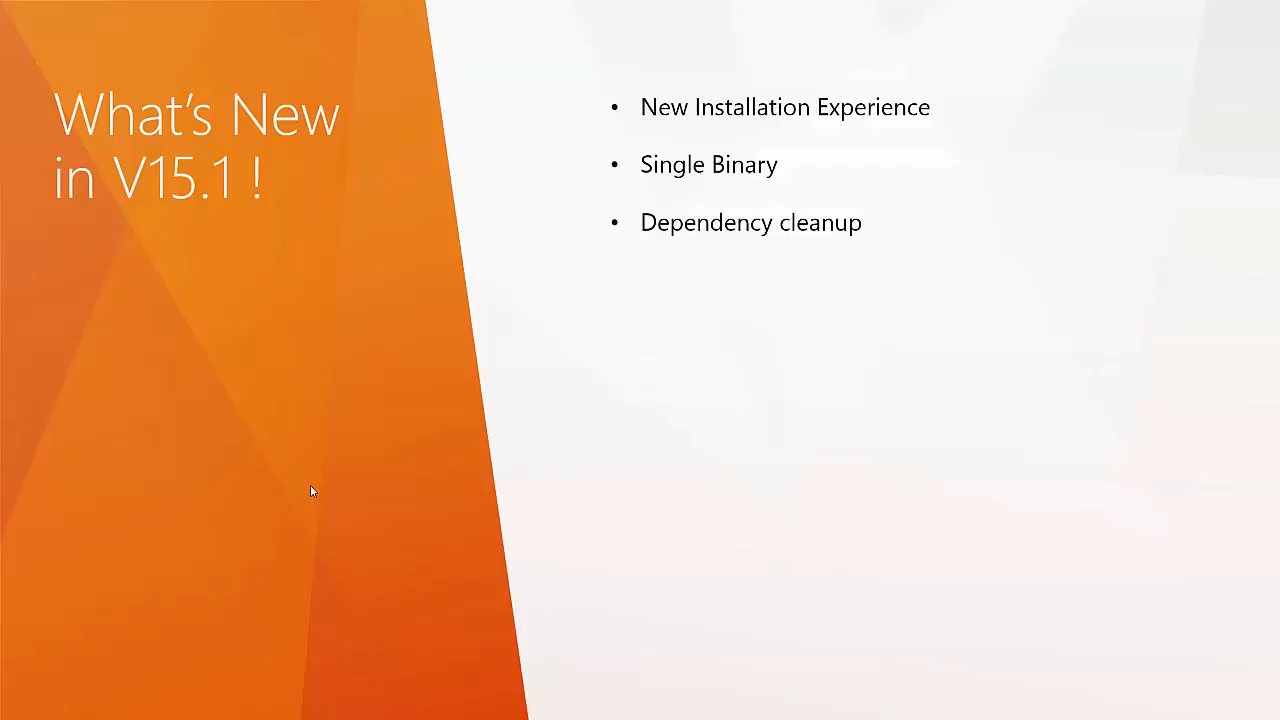 What's New
in V15.1 !
• New Installation Experience
• Single Binary
• Dependency cleanup